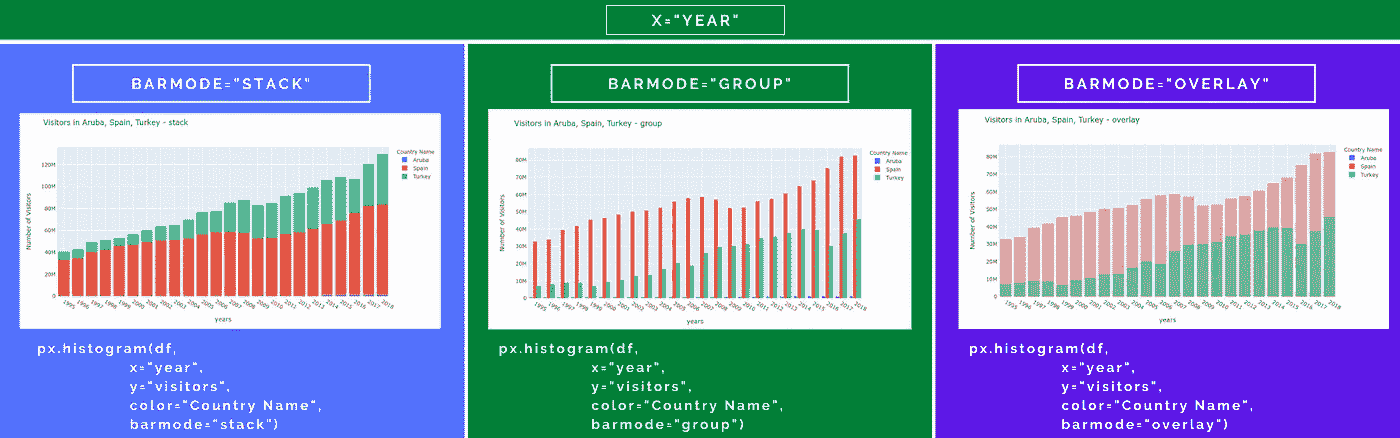 X="YEAR"
BARMODE="STACK"
Visitors in Aruba, Spain, Turkey - stack
Country Name
Aruba
Spain
Turkey
120M
100M
80M
60M
40M
20M
0
Number of Visitors
1995 1996 1997 1998 1999 2000 2001 2002 2003 2004 2005 2006 2007 2008 2009 2010 2011 2012 2013 2014 2015 2016 2017 2018
years
px.histogram(df,
x="year",
y="visitors",
color="Country Name",
barmode="stack")
BARMODE="GROUP"
Visitors in Aruba, Spain, Turkey - group
Country Name
Aruba
Spain
Turkey
80M
70M
60M
50M
40M
30M
20M
10M
0
Number of Visitors
1995 1996 1997 1998 1999 2000 2001 2002 2003 2004 2005 2006 2007 2008 2009 2010 2011 2012 2013 2014 2015 2016 2017 2018
years
px.histogram(df,
x="year",
y="visitors",
color="Country Name",
barmode="group")
BARMODE="OVERLAY"
Visitors in Aruba, Spain, Turkey - overlay
Country Name
Aruba
Spain
Turkey
80M
70M
60M
50M
40M
30M
20M
10M
0
Number of Visitors
1995 1996 1997 1998 1999 2000 2001 2002 2003 2004 2005 2006 2007 2008 2009 2010 2011 2012 2013 2014 2015 2016 2017 2018
years
px.histogram(df,
x="year",
y="visitors",
color="Country Name",
barmode="overlay")